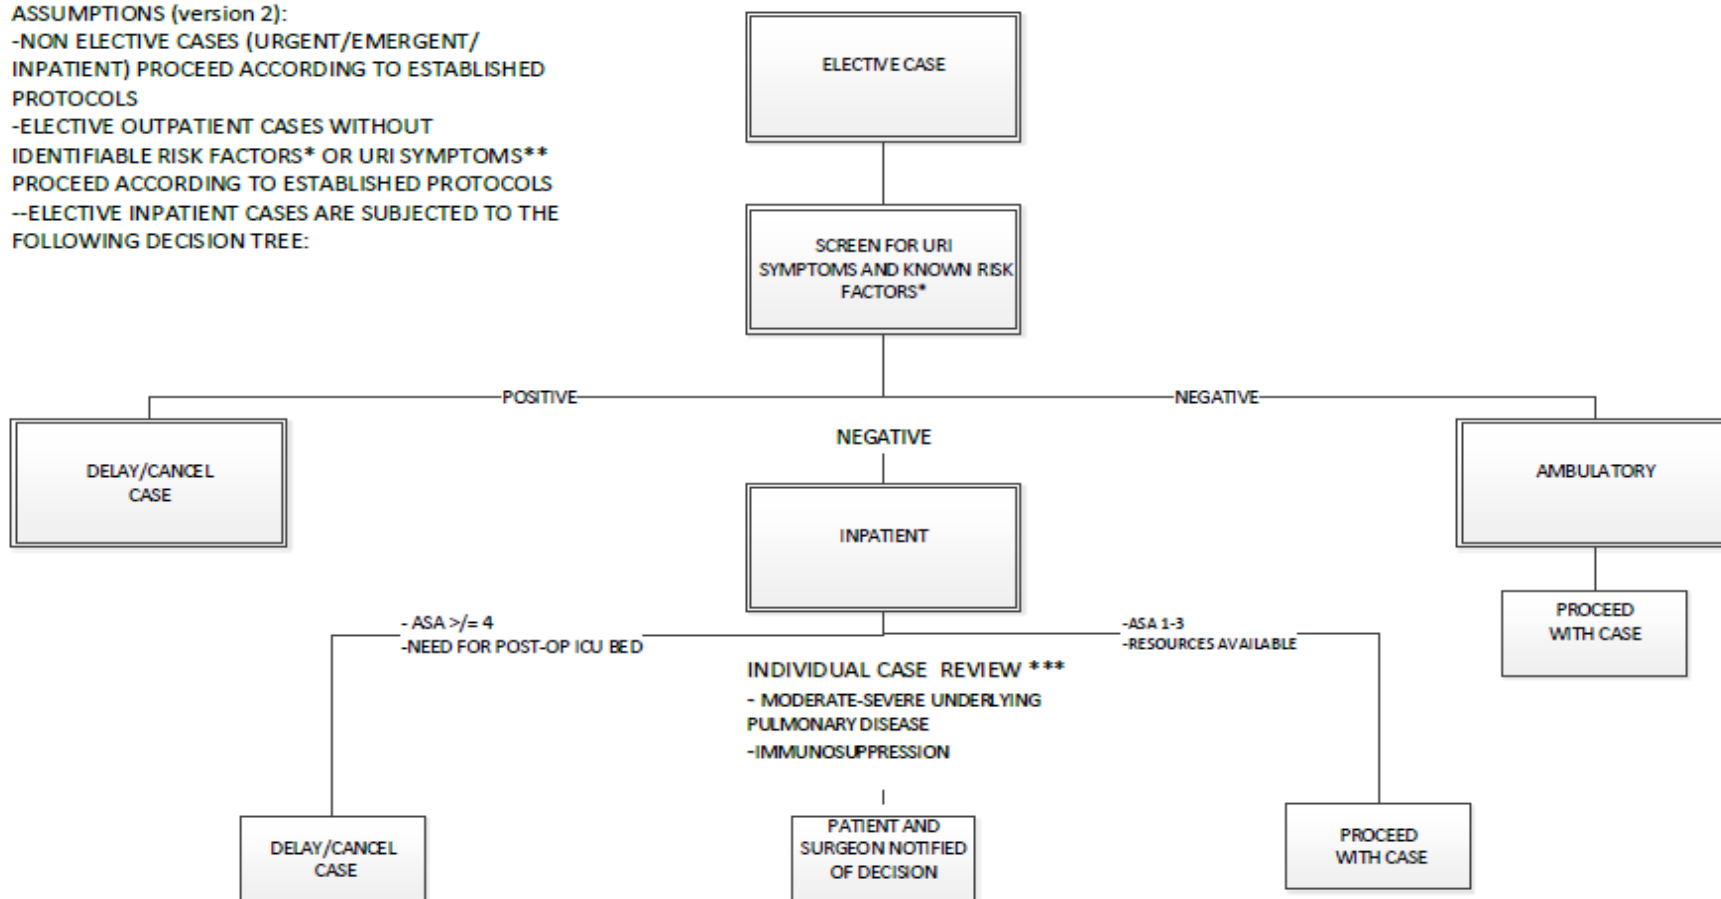 ASSUMPTIONS (version 2):
-NON ELECTIVE CASES (URGENT/EMERGENT/
INPATIENT) PROCEED ACCORDING TO ESTABLISHED
PROTOCOLS
-ELECTIVE OUTPATIENT CASES WITHOUT
IDENTIFIABLE RISK FACTORS* OR URI SYMPTOMS**
PROCEED ACCORDING TO ESTABLISHED PROTOCOLS
--ELECTIVE INPATIENT CASES ARE SUBJECTED TO THE
FOLLOWING DECISION TREE:
ELECTIVE CASE
SCREEN FOR URI
SYMPTOMS AND KNOWN RISK
FACTORS*
POSITIVE
NEGATIVE
NEGATIVE
DELAY/CANCEL
CASE
INPATIENT
AMBULATORY
PROCEED
WITH CASE
- ASA >/= 4
-NEED FOR POST-OP ICU BED
-ASA 1-3
-RESOURCES AVAILABLE
INDIVIDUAL CASE REVIEW ***
- MODERATE-SEVERE UNDERLYING
PULMONARY DISEASE
-IMMUNOSUPPRESSION
DELAY/CANCEL
CASE
PATIENT AND
SURGEON NOTIFIED
OF DECISION
PROCEED
WITH CASE